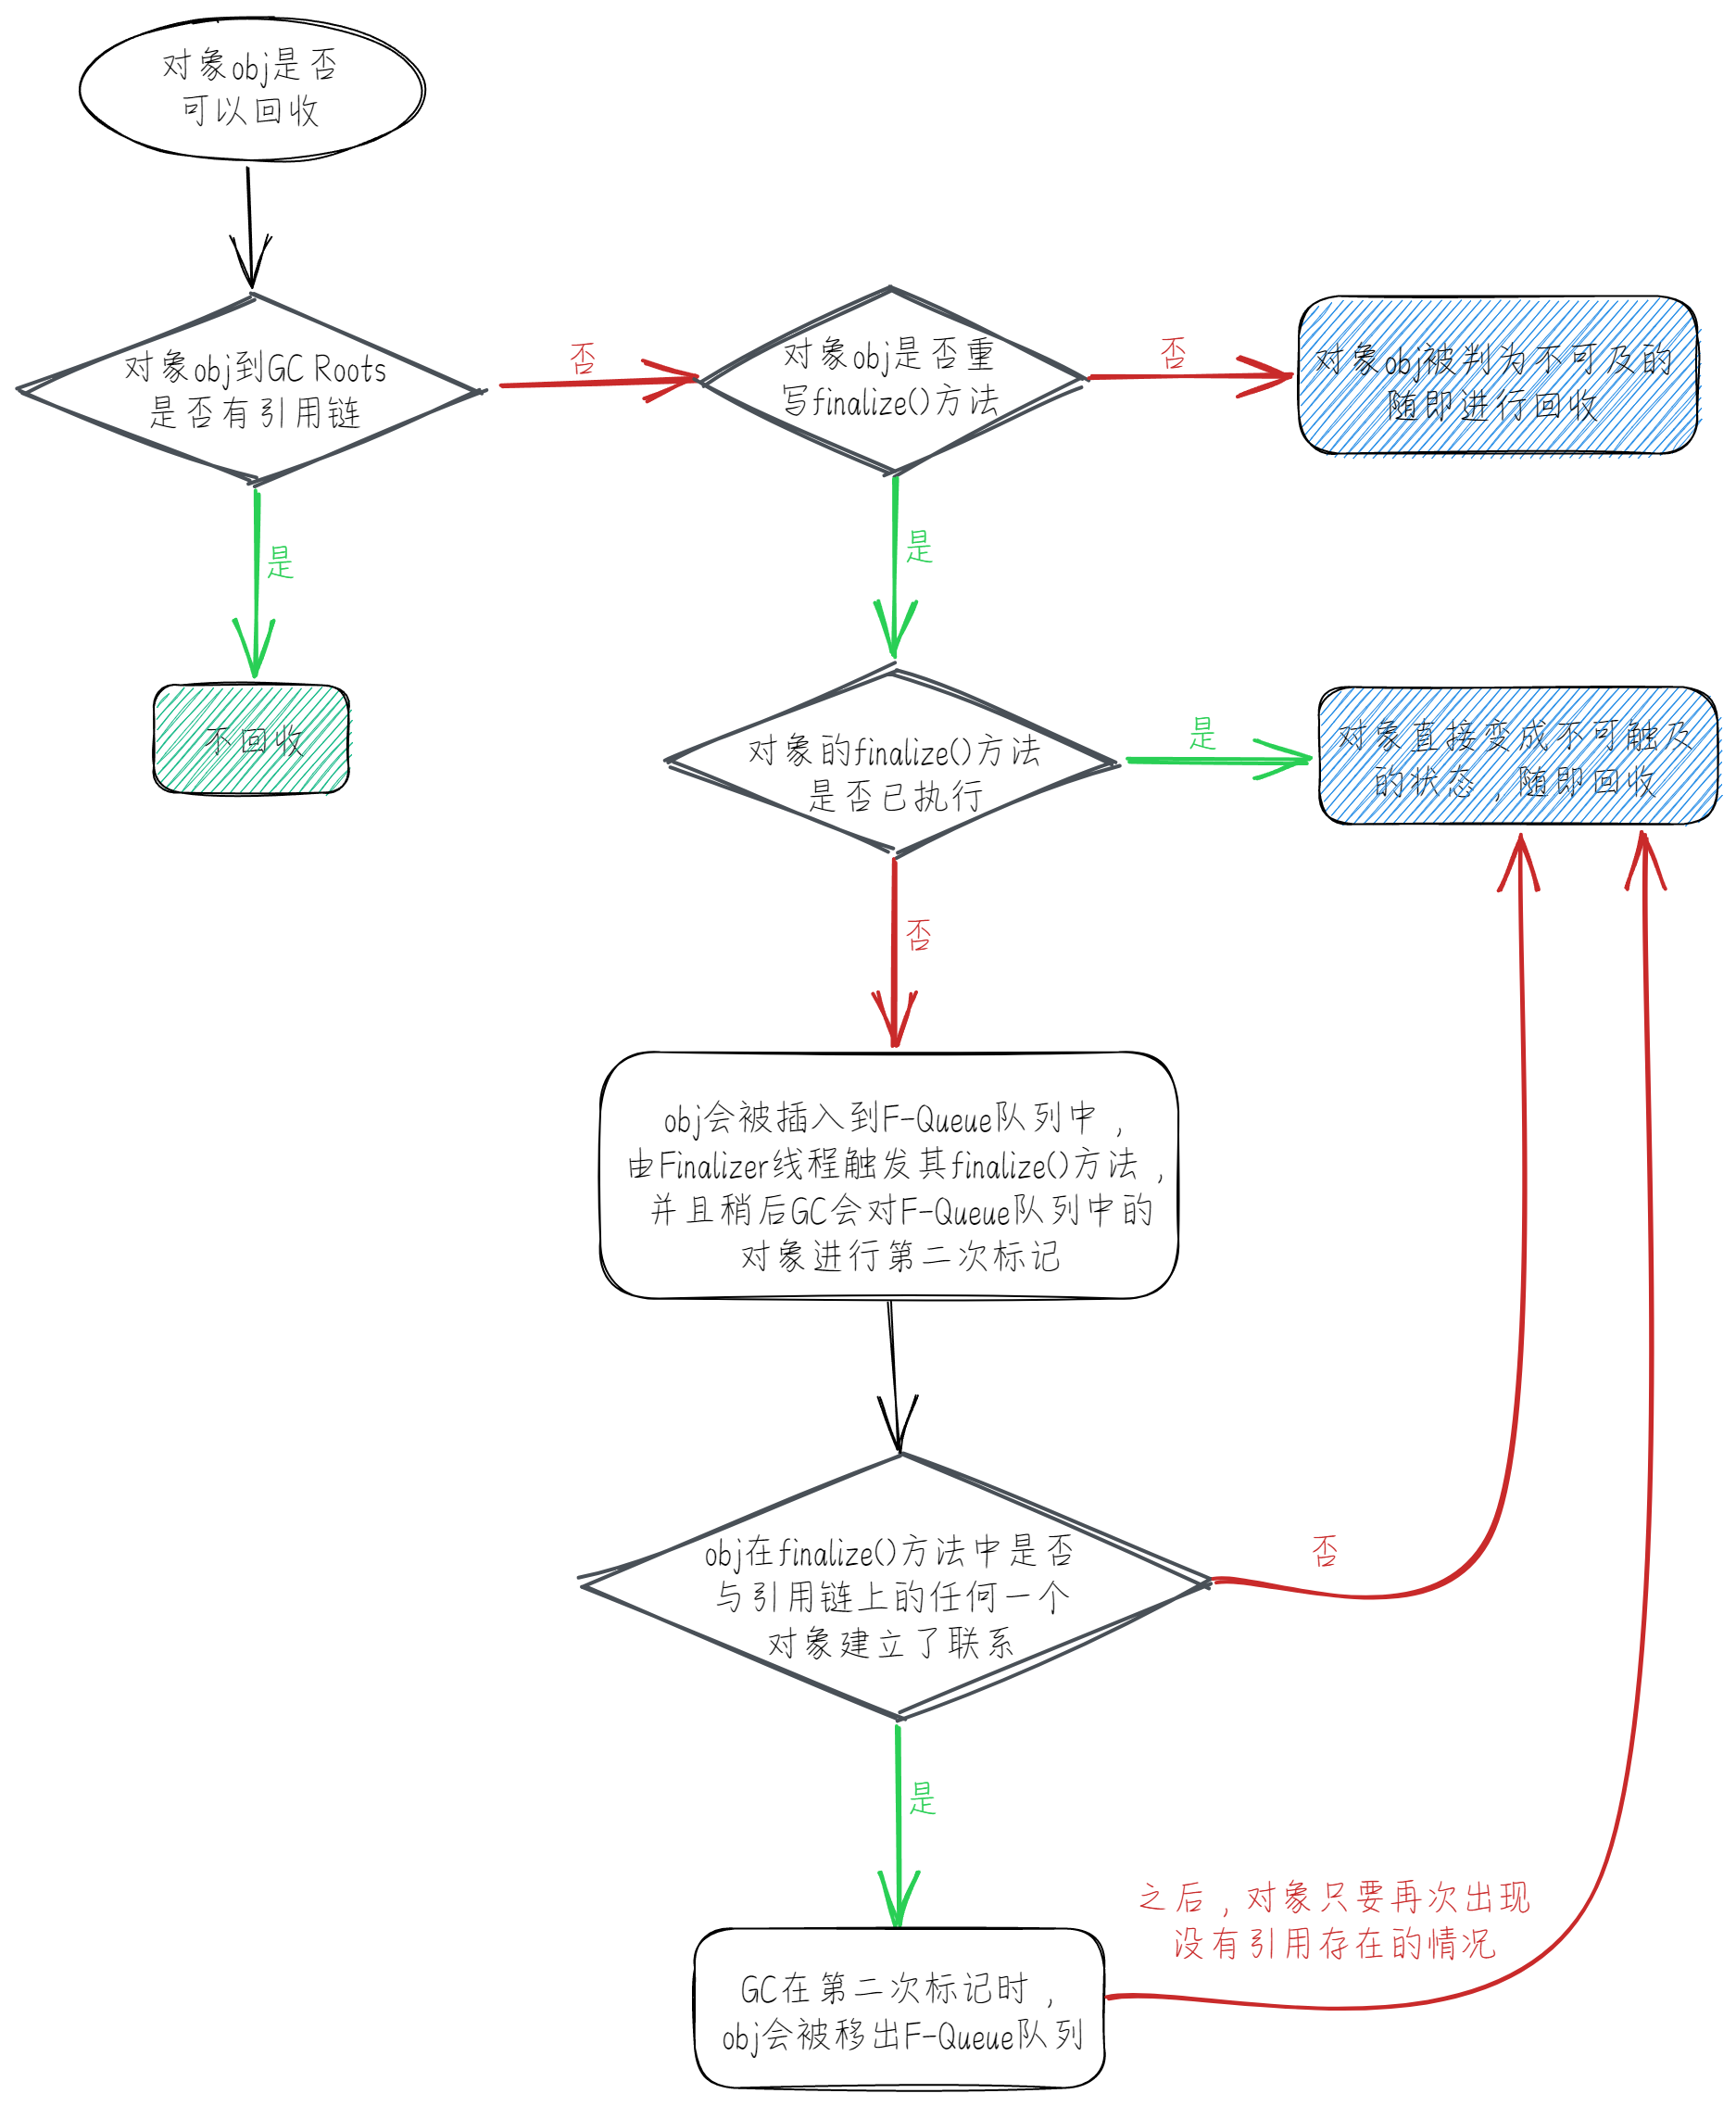 对象obj是否
可以回收
对象obj到GC Roots
是否有引用链
否
对象obj是否重
写finalize()方法
否
对象obj被判为不可及的
随即进行回收
是
不回收
是
对象的finalize()方法
是否已执行
是
对象直接变成不可触及
的状态，随即回收
否
obj会被插入到F-Queue队列中，
由Finalizer线程触发其finalize()方法，
并且稍后GC会对F-Queue队列中的
对象进行第二次标记
obj在finalize()方法中是否
与引用链上的任何一个
对象建立了联系
否
是
GC在第二次标记时，
obj会被移出F-Queue队列
之后，对象只要再次出现
没有引用存在的情况